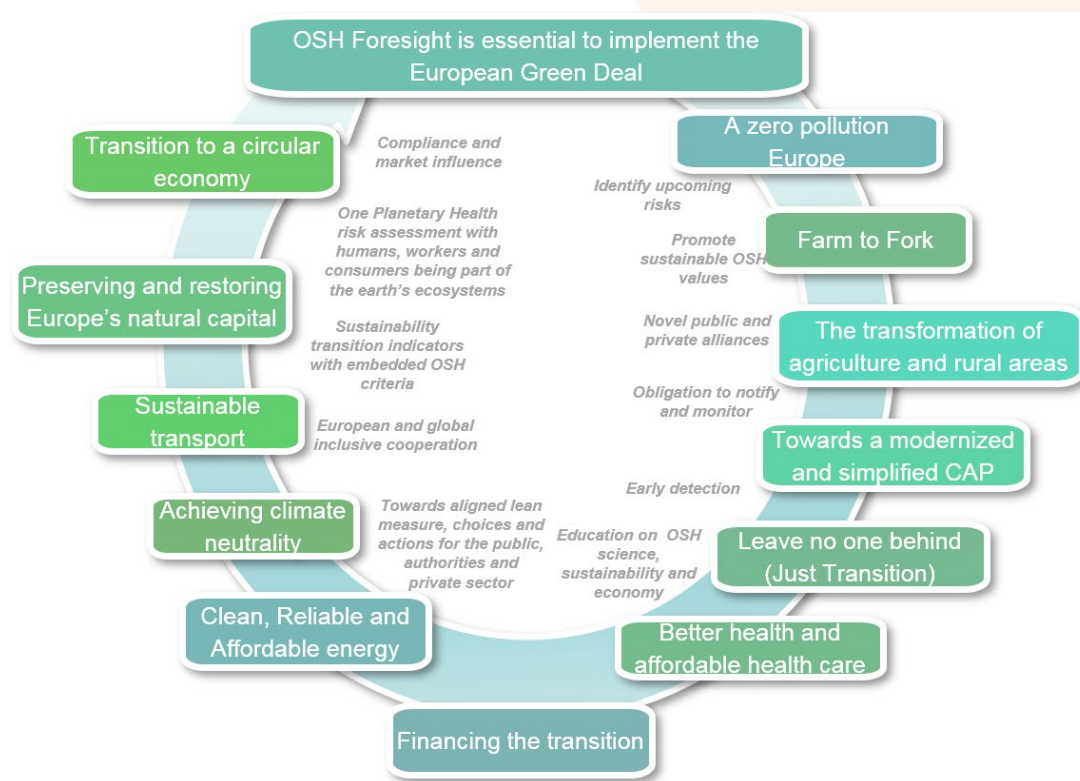 OSH Foresight is essential to implement the
European Green Deal
A zero pollution
Europe
Farm to Fork
The transformation of
agriculture and rural areas
Towards a modernized
and simplified CAP
Leave no one behind
(Just Transition)
Better health and
affordable health care
Financing the transition
Clean, Reliable and
Affordable energy
Achieving climate
neutrality
Sustainable
transport
Preserving and restoring
Europe's natural capital
Transition to a circular
economy
Identify upcoming
risks
Promote
sustainable OSH
values
Novel public and
private alliances
Obligation to notify
and monitor
Early detection
Education on OSH
science,
sustainability and
economy
Towards aligned lean
measure, choices and
actions for the public,
authorities and
private sector
European and global
inclusive cooperation
Sustainability
transition indicators
with embedded OSH
criteria
One Planetary Health
risk assessment with
humans, workers and
consumers being part of
the earth's ecosystems
Compliance and
market influence